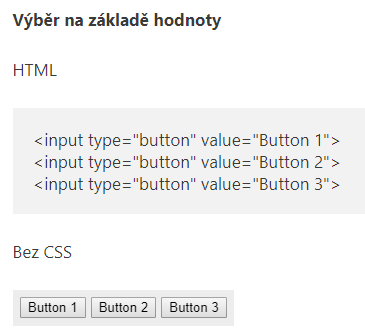 Výběr na základě hodnoty
HTML
<input type="button" value="Button 1">
<input type="button" value="Button 2">
<input type="button" value="Button 3">
Bez CSS
Button 1 Button 2 Button 3